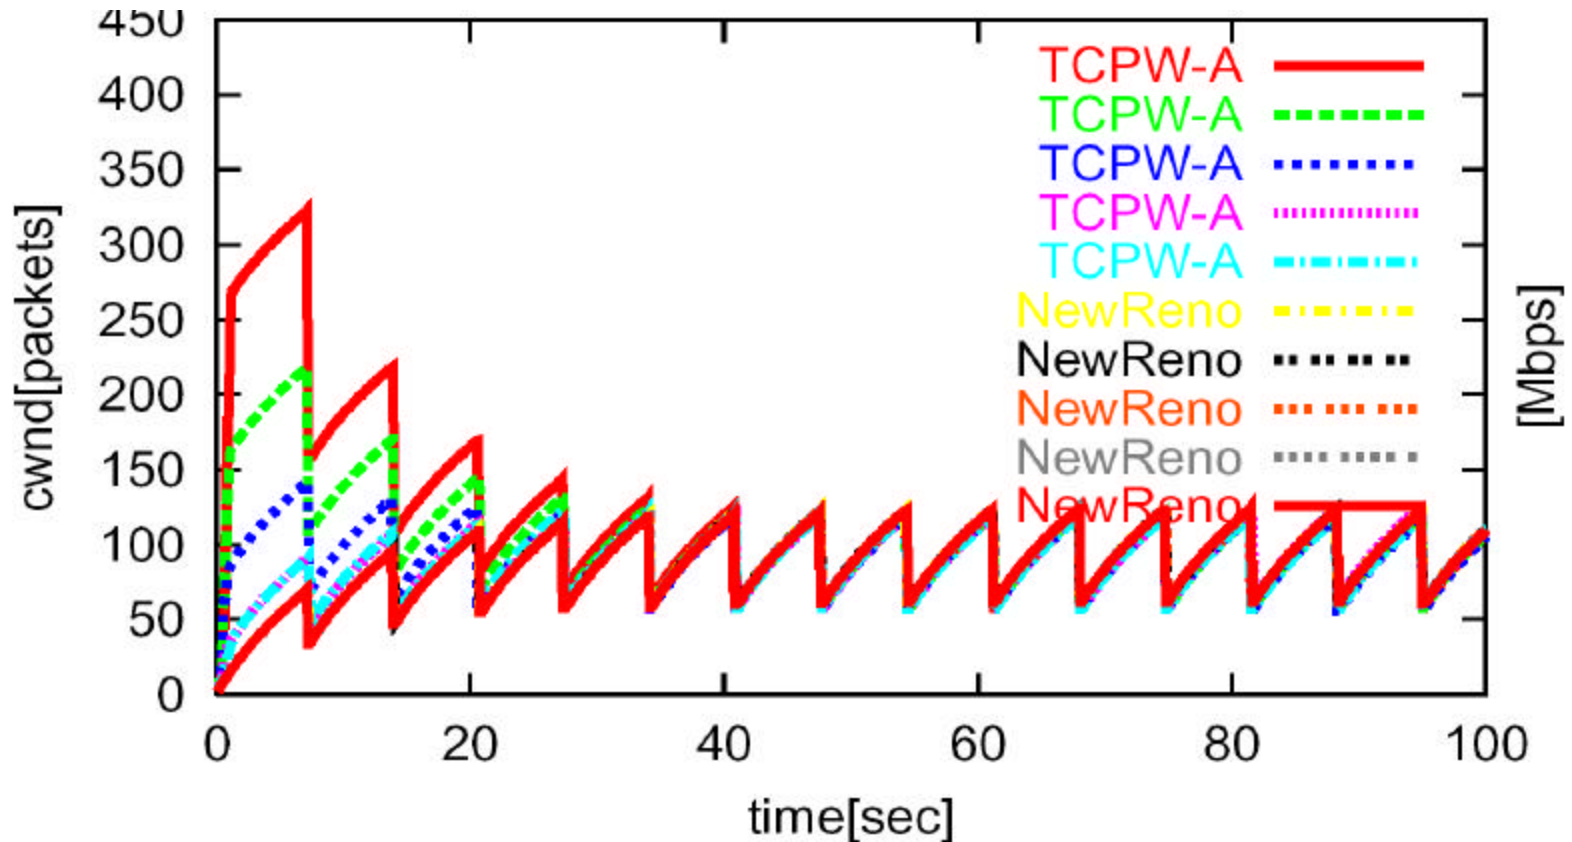 450
400
350
300
250
200
150
100
50
0
cwnd[packets]
TCPW-A
TCPW-A
TCPW-A
TCPW-A
TCPW-A
NewReno
NewReno
NewReno
NewReno
NewReno
[Mbps]
0 20 40 60 80 100
time[sec]